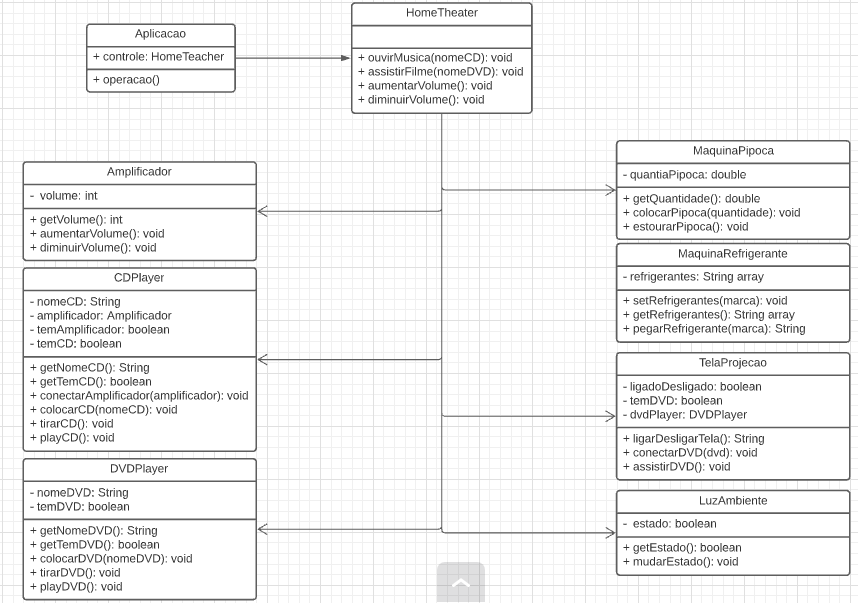 Aplicacao
+ controle: HomeTeacher
+ operacao()
HomeTheater
+ ouvirMusica(nomeCD): void
+ assistirFilme(nomeDVD): void
+ aumentarVolume(): void
+ diminuirVolume(): void
Amplificador
- volume: int
+ getVolume(): int
+ aumentarVolume(): void
+ diminuirVolume(): void
CDPlayer
- nomeCD: String
- amplificador: Amplificador
- temAmplificador: boolean
- temCD: boolean
+ getNomeCD(): String
+ getTemCD(): boolean
+ conectarAmplificador(amplificador): void
+ colocarCD(nomeCD): void
+ tirarCD(): void
+ playCD(): void
DVDPlayer
- nomeDVD: String
- temDVD: boolean
+ getNomeDVD(): String
+ getTemDVD(): boolean
+ colocarDVD(nomeDVD): void
+ tirarDVD(): void
+ playDVD(): void
MaquinaPipoca
- quantiaPipoca: double
+ getQuantidade(): double
+ colocarPipoca(quantidade): void
+ estourarPipoca(): void
MaquinaRefrigerante
- refrigerantes: String array
+ setRefrigerantes(marca): void
+ getRefrigerantes(): String array
+ pegarRefrigerante(marca): String
TelaProjecao
- ligadoDesligado: boolean
- temDVD: boolean
- dvdPlayer: DVDPlayer
+ ligarDesligarTela(): String
+ conectarDVD(dvd): void
+ assistirDVD(): void
LuzAmbiente
- estado: boolean
+ getEstado(): boolean
+ mudarEstado(): void